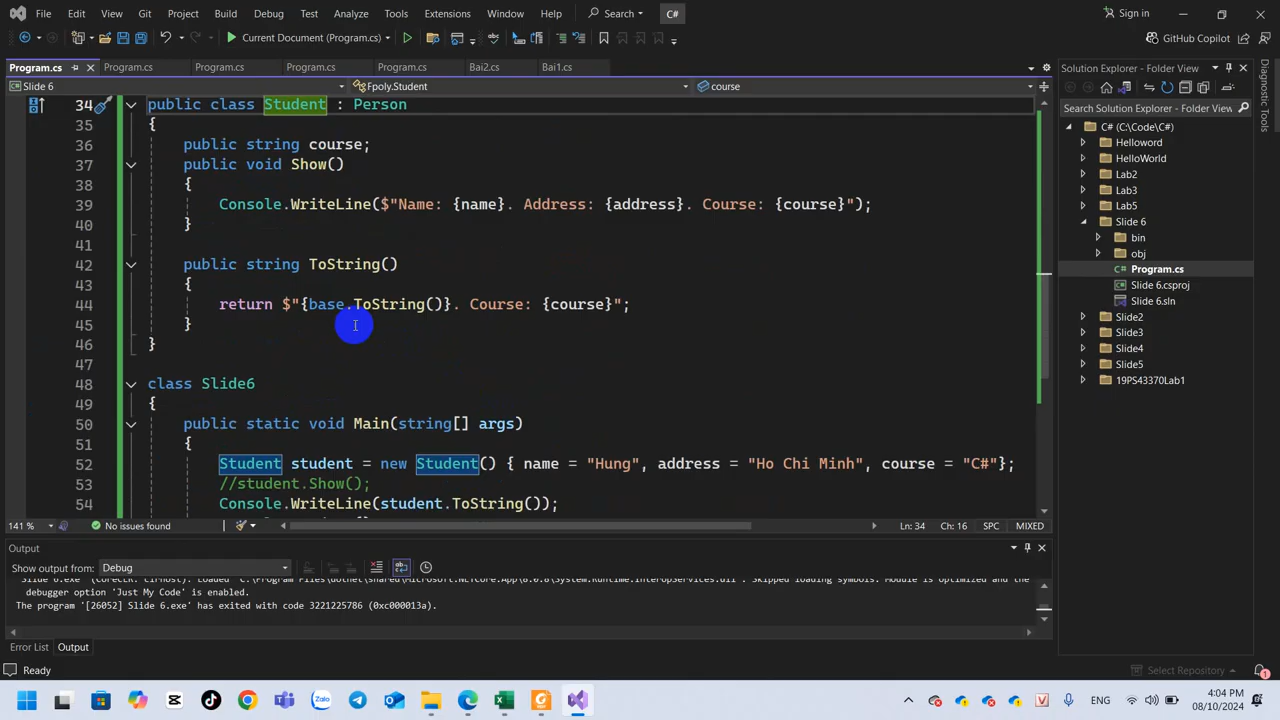 File Edit View Git Project Build Debug Test Analyze Tools Extensions Window Help Search C# Sign in
Current Document (Program.cs) GitHub Copilot
Program.cs Program.cs Program.cs Program.cs Program.cs Bai2.cs Bai1.cs
Slide 6 Fpoly.Student course
34 public class Student : Person
35 {
36 public string course;
37 public void Show()
38 {
39 Console.WriteLine($"Name: {name}. Address: {address}. Course: {course}");
40 }
41
42 public string ToString()
43 {
44 return $"{base.ToString()}. Course: {course}";
45 }
46 }
47
48 class Slide6
49 {
50 public static void Main(string[] args)
51 {
52 Student student = new Student() { name = "Hung", address = "Ho Chi Minh", course = "C#"};
53 //student.Show();
54 Console.WriteLine(student.ToString());
141 % No issues found Ln: 34 Ch: 16 SPC MIXED
Output
Show output from: Debug
debugger option 'Just My Code' is enabled.
The program '[26052] Slide 6.exe' has exited with code 3221225786 (0xc000013a).
Error List Output
Ready Select Repository
Solution Explorer - Folder View
Search Solution Explorer - Folder View
C# (C:\Code\C#)
Helloword
HelloWorld
Lab2
Lab3
Lab5
Slide 6
bin
obj
C# Program.cs
Slide 6.csproj
Slide 6.sln
Slide2
Slide3
Slide4
Slide5
19PS43370Lab1
Diagnostic Tools
Zalo
V
ENG
4:04 PM
08/10/2024
1